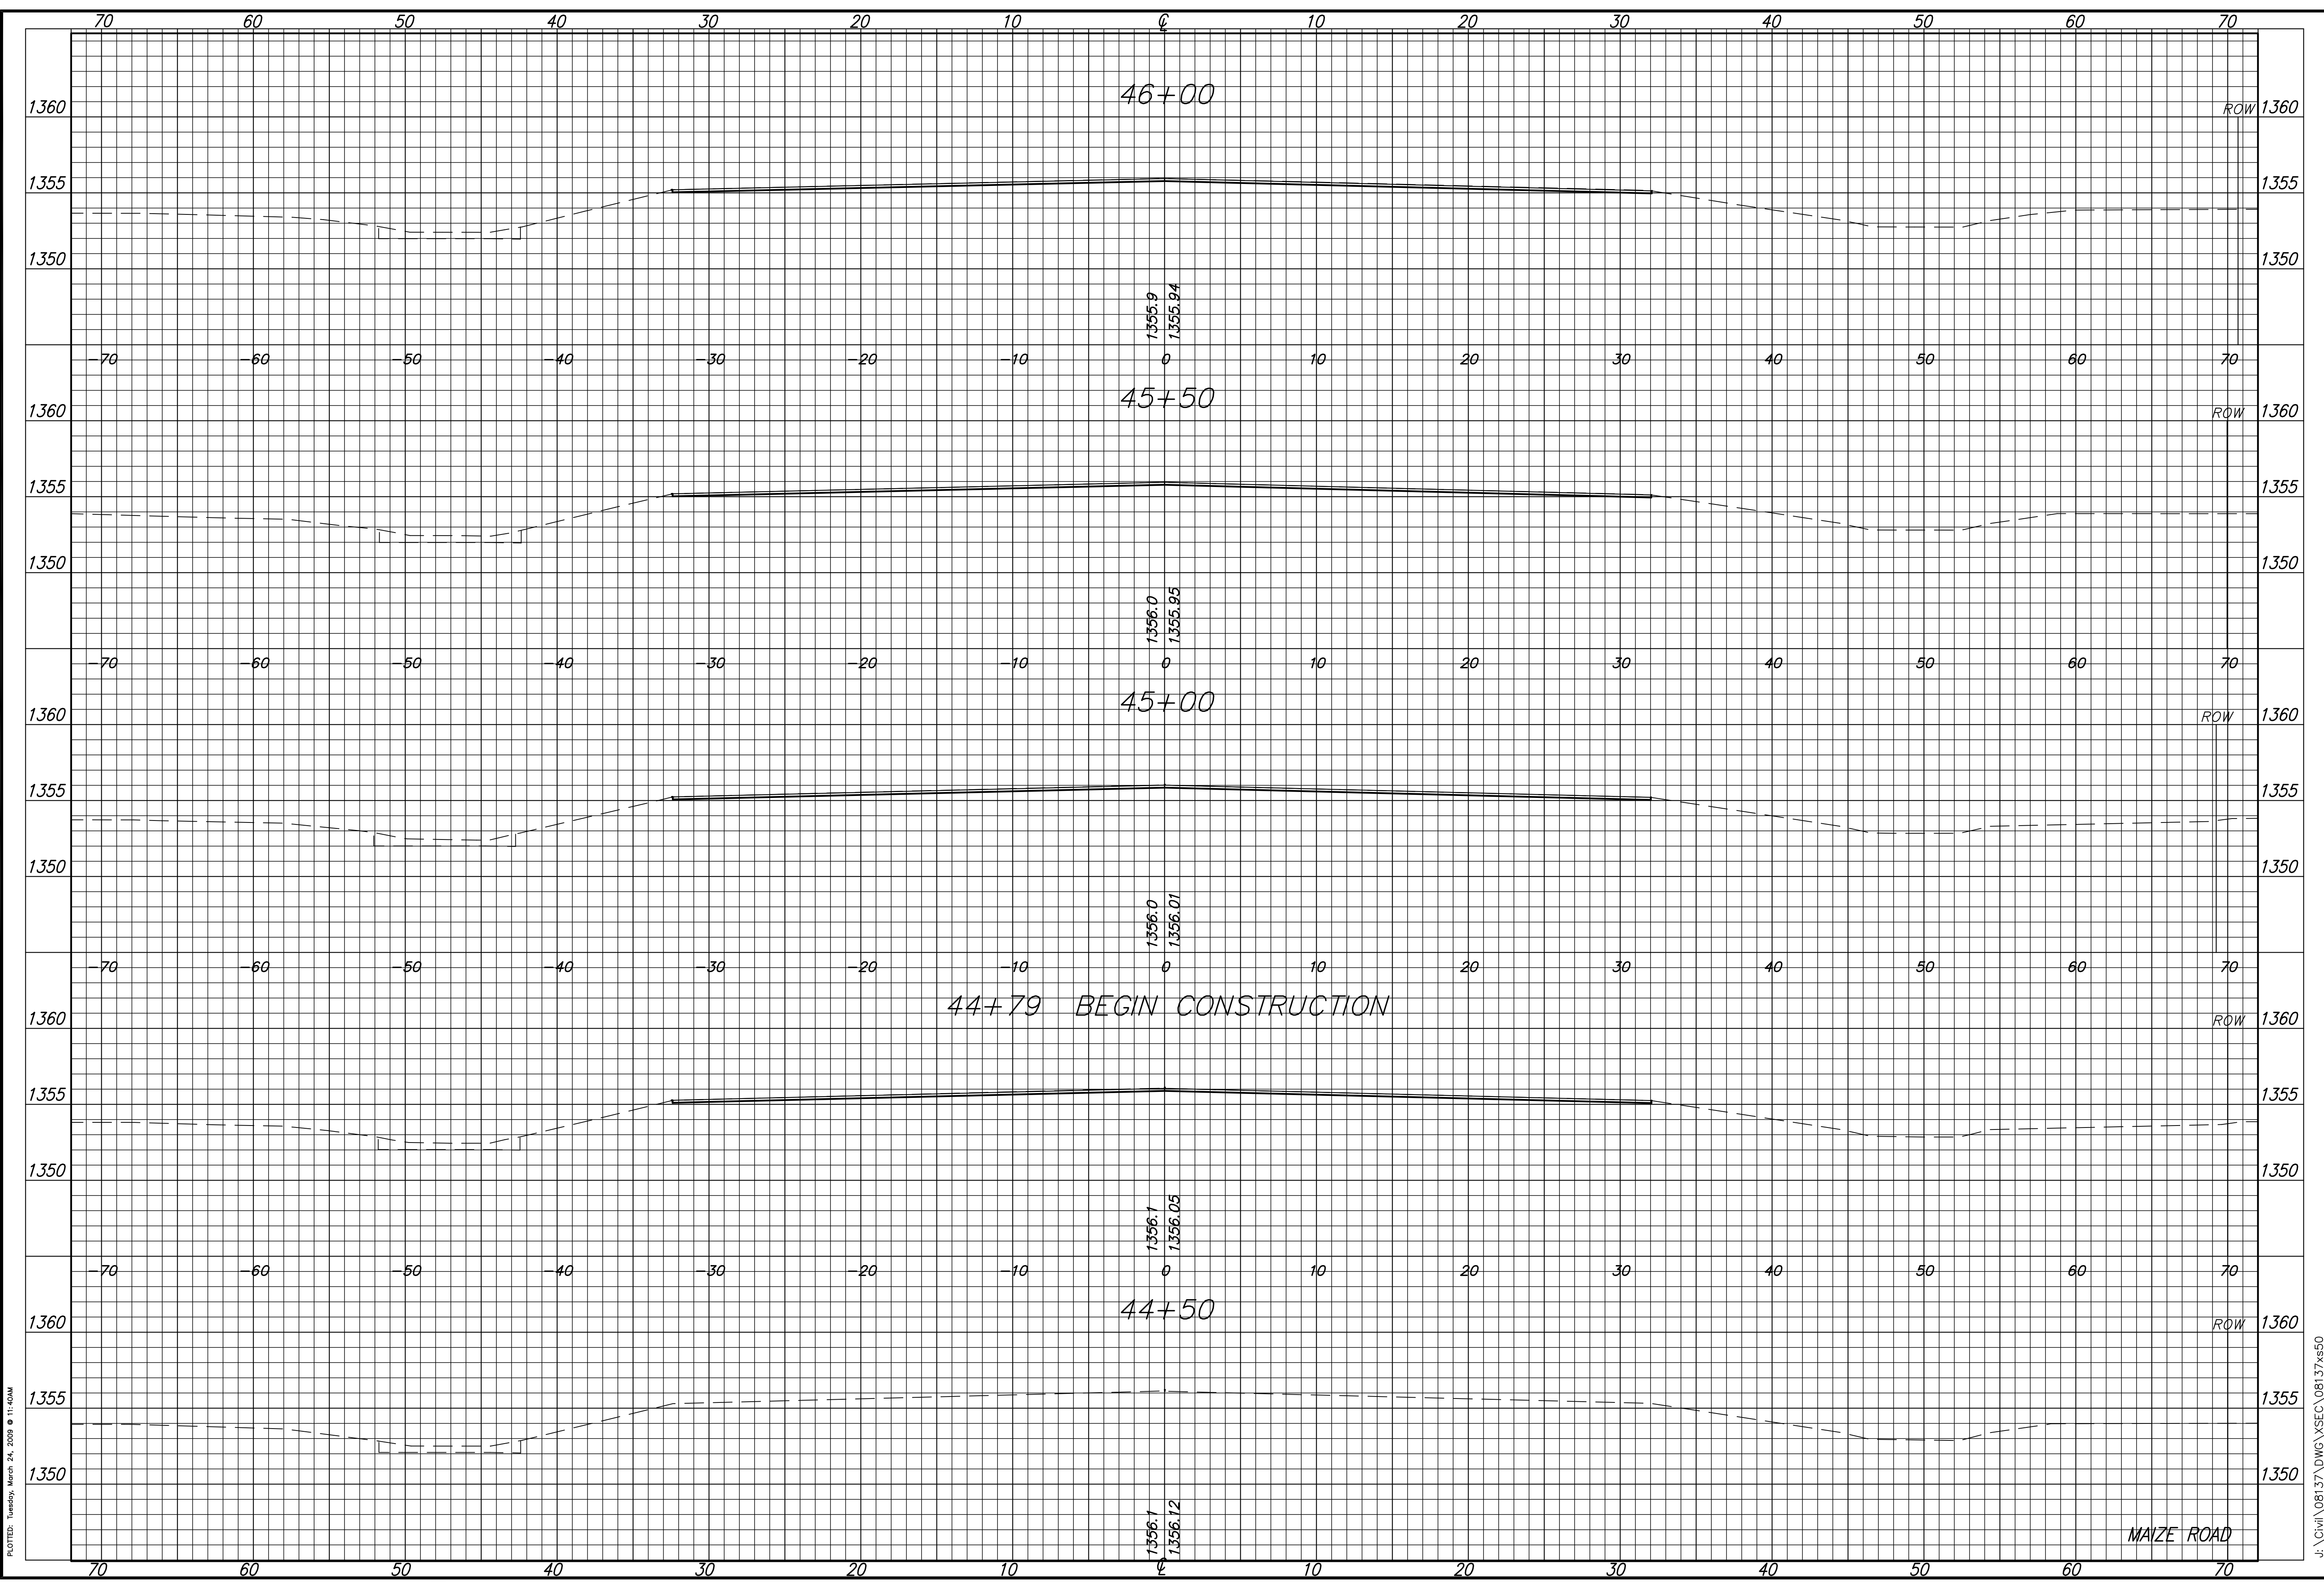 70 60 50 40 30 20 10 ℄ 10 20 30 40 50 60 70
46+00
1360 ROW 1360
1355 1355
1350 1350
1355.9 1355.94
-70 -60 -50 -40 -30 -20 -10 0 10 20 30 40 50 60 70
45+50
1360 ROW 1360
1355 1355
1350 1350
1356.0 1355.95
-70 -60 -50 -40 -30 -20 -10 0 10 20 30 40 50 60 70
45+00
1360 ROW 1360
1355 1355
1350 1350
1356.0 1356.01
-70 -60 -50 -40 -30 -20 -10 0 10 20 30 40 50 60 70
44+79 BEGIN CONSTRUCTION
1360 ROW 1360
1355 1355
1350 1350
1356.1 1356.05
-70 -60 -50 -40 -30 -20 -10 0 10 20 30 40 50 60 70
44+50
1360 ROW 1360
1355 1355
1350 1350
1356.1 1356.12
MAIZE ROAD
70 60 50 40 30 20 10 ℄ 10 20 30 40 50 60 70
PLOTTED: Tuesday, March 24, 2009 @ 11:40AM
J:\Civil\08137\DWG\XSEC\08137xs50